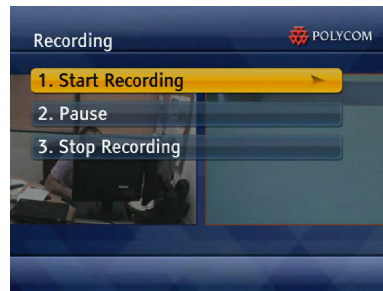 Recording
POLYCOM
1. Start Recording
2. Pause
3. Stop Recording